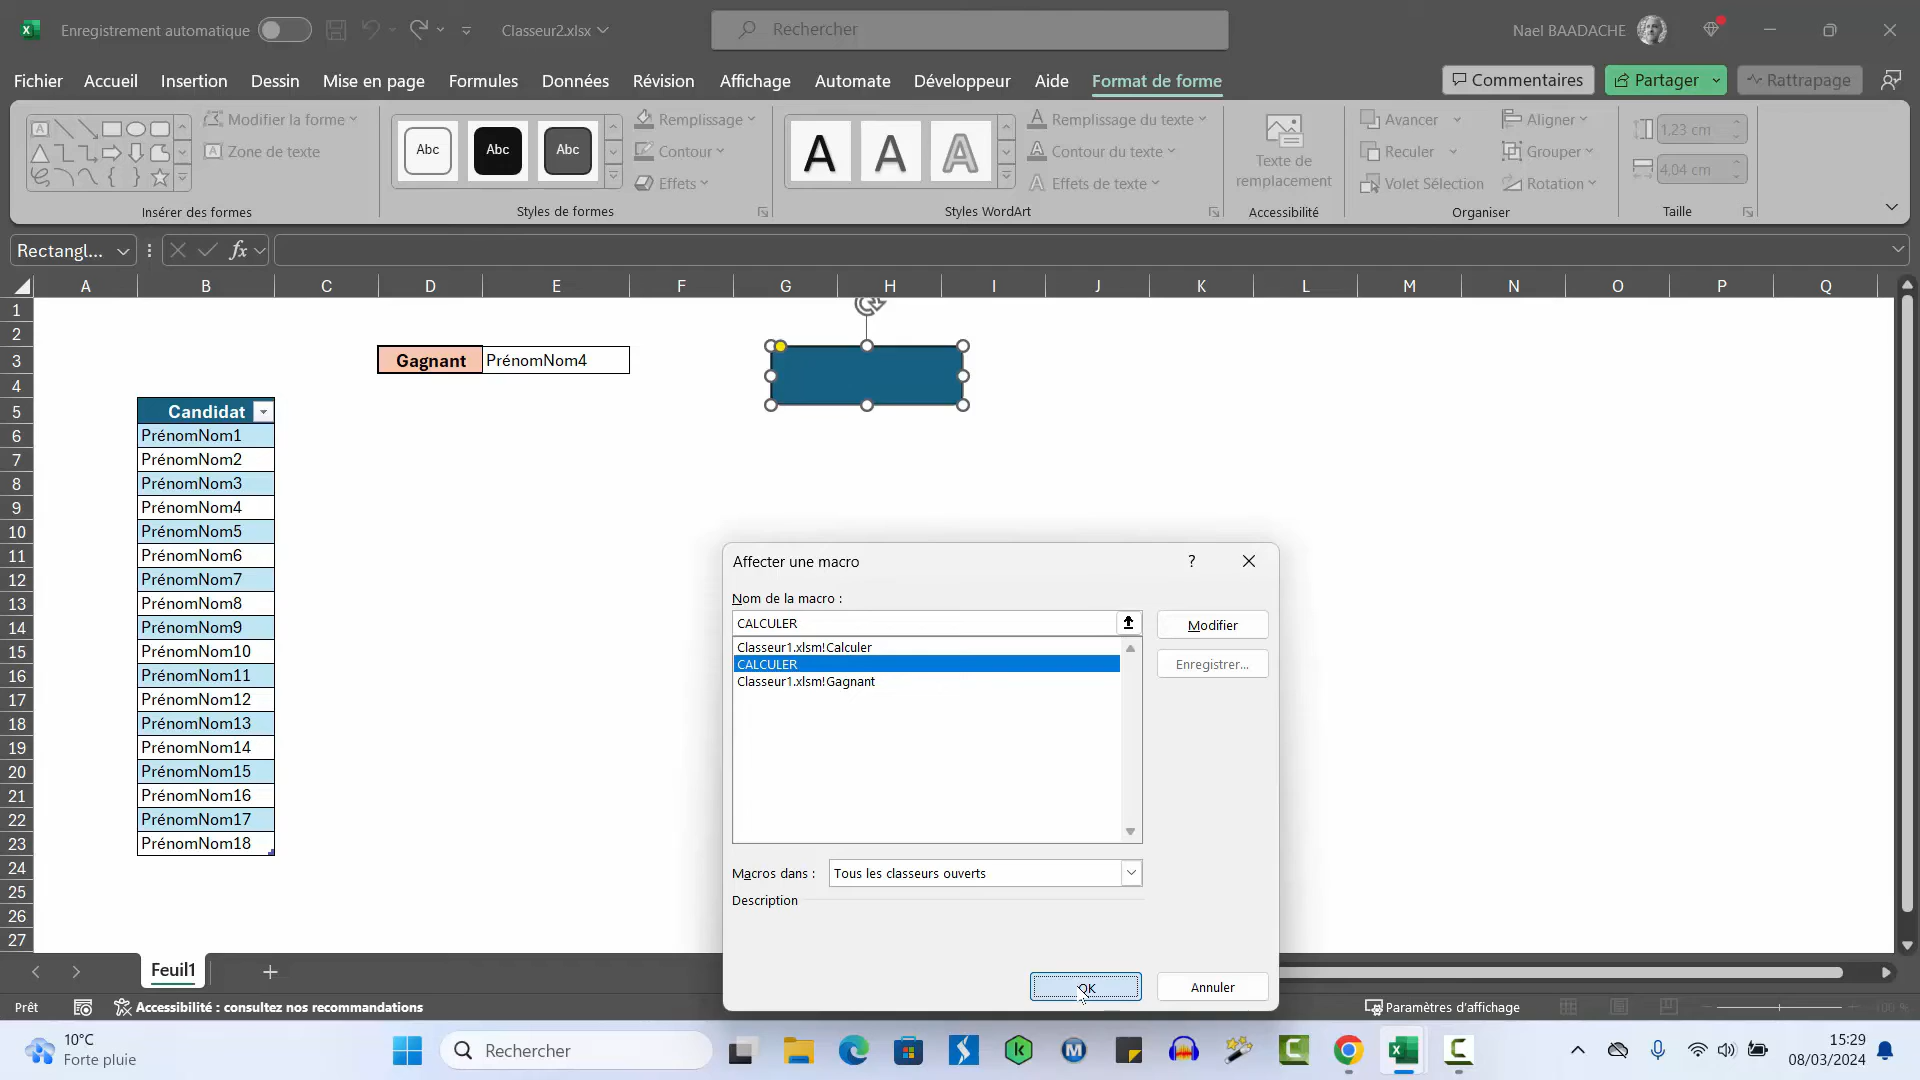 Enregistrement automatique
Classeur2.xlsx
Rechercher
Nael BAADACHE
Fichier Accueil Insertion Dessin Mise en page Formules Données Révision Affichage Automate Développeur Aide Format de forme
Commentaires Partager Rattrapage
Modifier la forme
Zone de texte
Insérer des formes
Abc Abc Abc
Remplissage
Contour
Effets
Styles de formes
A A A
Remplissage du texte
Contour du texte
Effets de texte
Styles WordArt
Texte de
remplacement
Accessibilité
Avancer
Reculer
Volet Sélection
Aligner
Grouper
Rotation
Organiser
1,23 cm
4,04 cm
Taille
Rectangl...
fx
A B C D E F G H I J K L M N O P Q
1
2
3 Gagnant PrénomNom4
4
5 Candidat
6 PrénomNom1
7 PrénomNom2
8 PrénomNom3
9 PrénomNom4
10 PrénomNom5
11 PrénomNom6
12 PrénomNom7
13 PrénomNom8
14 PrénomNom9
15 PrénomNom10
16 PrénomNom11
17 PrénomNom12
18 PrénomNom13
19 PrénomNom14
20 PrénomNom15
21 PrénomNom16
22 PrénomNom17
23 PrénomNom18
24
25
26
27
Affecter une macro
?
Nom de la macro :
CALCULER
Modifier
Classeur1.xlsm!Calculer
CALCULER
Classeur1.xlsm!Gagnant
Enregistrer...
Macros dans : Tous les classeurs ouverts
Description
OK
Annuler
Feuil1
Prêt
Accessibilité : consultez nos recommandations
Paramètres d'affichage
100 %
10°C
Forte pluie
Rechercher
15:29
08/03/2024